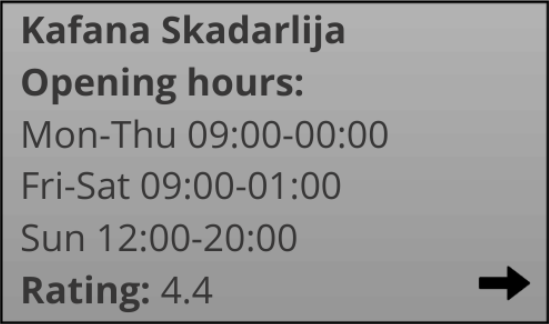 Kafana Skadarlija
Opening hours:
Mon-Thu 09:00-00:00
Fri-Sat 09:00-01:00
Sun 12:00-20:00
Rating: 4.4